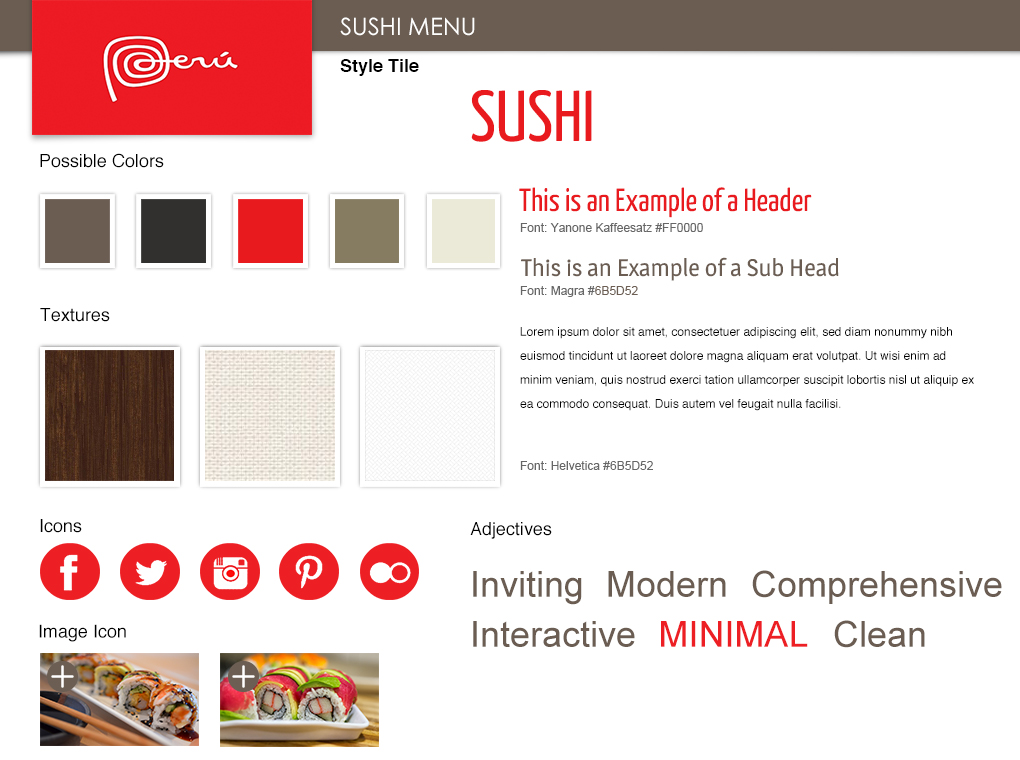 SUSHI MENU
Perú
Style Tile
SUSHI
Possible Colors
This is an Example of a Header
Font: Yanone Kaffeesatz #FF0000
This is an Example of a Sub Head
Font: Magra #6B5D52
Textures
Lorem ipsum dolor sit amet, consectetuer adipiscing elit, sed diam nonummy nibh
euismod tincidunt ut laoreet dolore magna aliquam erat volutpat. Ut wisi enim ad
minim veniam, quis nostrud exerci tation ullamcorper suscipit lobortis nisl ut aliquip ex
ea commodo consequat. Duis autem vel feugait nulla facilisi.
Font: Helvetica #6B5D52
Icons
Adjectives
Inviting Modern Comprehensive
Interactive MINIMAL Clean
Image Icon